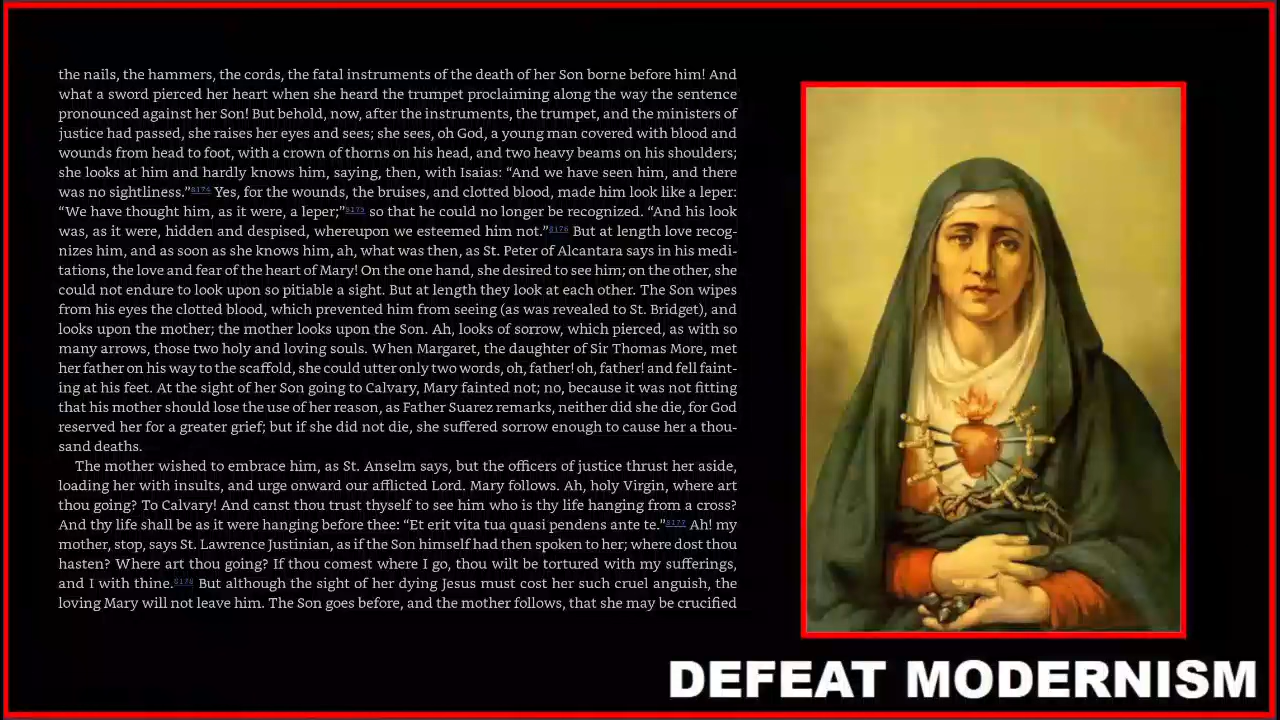 the nails, the hammers, the cords, the fatal instruments of the death of her Son borne before him! And
what a sword pierced her heart when she heard the trumpet proclaiming along the way the sentence
pronounced against her Son! But behold, now, after the instruments, the trumpet, and the ministers of
justice had passed, she raises her eyes and sees; she sees, oh God, a young man covered with blood and
wounds from head to foot, with a crown of thorns on his head, and two heavy beams on his shoulders;
she looks at him and hardly knows him, saying, then, with Isaias: “And we have seen him, and there
was no sightliness.”8174 Yes, for the wounds, the bruises, and clotted blood, made him look like a leper:
“We have thought him, as it were, a leper;”8175 so that he could no longer be recognized. “And his look
was, as it were, hidden and despised, whereupon we esteemed him not.”8176 But at length love recog-
nizes him, and as soon as she knows him, ah, what was then, as St. Peter of Alcantara says in his medi-
tations, the love and fear of the heart of Mary! On the one hand, she desired to see him; on the other, she
could not endure to look upon so pitiable a sight. But at length they look at each other. The Son wipes
from his eyes the clotted blood, which prevented him from seeing (as was revealed to St. Bridget), and
looks upon the mother; the mother looks upon the Son. Ah, looks of sorrow, which pierced, as with so
many arrows, those two holy and loving souls. When Margaret, the daughter of Sir Thomas More, met
her father on his way to the scaffold, she could utter only two words, oh, father! oh, father! and fell faint-
ing at his feet. At the sight of her Son going to Calvary, Mary fainted not; no, because it was not fitting
that his mother should lose the use of her reason, as Father Suarez remarks, neither did she die, for God
reserved her for a greater grief; but if she did not die, she suffered sorrow enough to cause her a thou-
sand deaths.
The mother wished to embrace him, as St. Anselm says, but the officers of justice thrust her aside,
loading her with insults, and urge onward our afflicted Lord. Mary follows. Ah, holy Virgin, where art
thou going? To Calvary! And canst thou trust thyself to see him who is thy life hanging from a cross?
And thy life shall be as it were hanging before thee: “Et erit vita tua quasi pendens ante te.”8177 Ah! my
mother, stop, says St. Lawrence Justinian, as if the Son himself had then spoken to her; where dost thou
hasten? Where art thou going? If thou comest where I go, thou wilt be tortured with my sufferings,
and I with thine.8178 But although the sight of her dying Jesus must cost her such cruel anguish, the
loving Mary will not leave him. The Son goes before, and the mother follows, that she may be crucified
DEFEAT MODERNISM